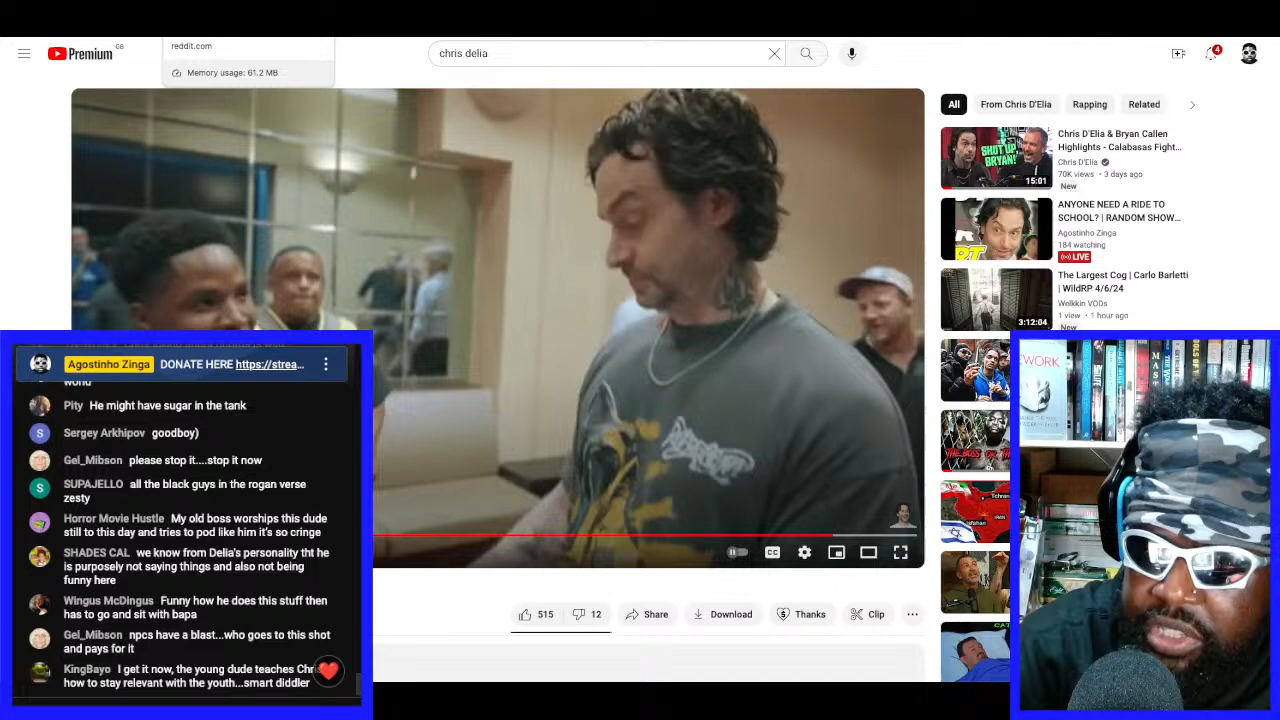 reddit.com
Memory usage: 61.2 MB
Premium
GB
chris delia
4
All
From Chris D'Elia
Rapping
Related
SHUT UP
BRYAN!
15:01
Chris D'Elia & Bryan Callen
Highlights - Calabasas Fight...
Chris D'Elia
70K views • 3 days ago
New
ANYONE NEED A RIDE TO
SCHOOL? | RANDOM SHOW...
Agostinho Zinga
184 watching
LIVE
3:12:04
The Largest Cog | Carlo Barletti
| WildRP 4/6/24
Welkkin VODs
1 view • 1 hour ago
New
Agostinho Zinga DONATE HERE https://strea...
world
Pity He might have sugar in the tank
S
Sergey Arkhipov goodboy)
Gel_Mibson please stop it....stop it now
S
SUPAJELLO all the black guys in the rogan verse
zesty
Horror Movie Hustle My old boss worships this dude
still to this day and tries to pod like him it's so cringe
SHADES CAL we know from Delia's personality tht he
is purposely not saying things and also not being
funny here
Wingus McDingus Funny how he does this stuff then
has to go and sit with bapa
Gel_Mibson npcs have a blast...who goes to this shot
and pays for it
KingBayo I get it now, the young dude teaches Chris
how to stay relevant with the youth...smart diddler
CC
515
12
Share
Download
Thanks
Clip
WORK